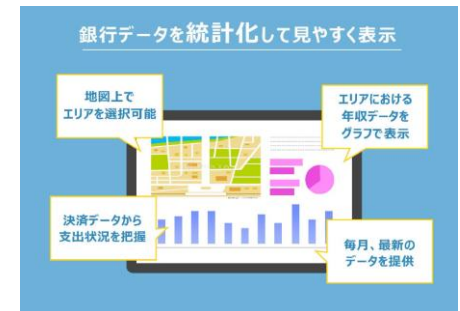 銀行データを統計化して見やすく表示
地図上で
エリアを選択可能
エリアにおける
年収データを
グラフで表示
決済データから
支出状況を把握
毎月、最新の
データを提供